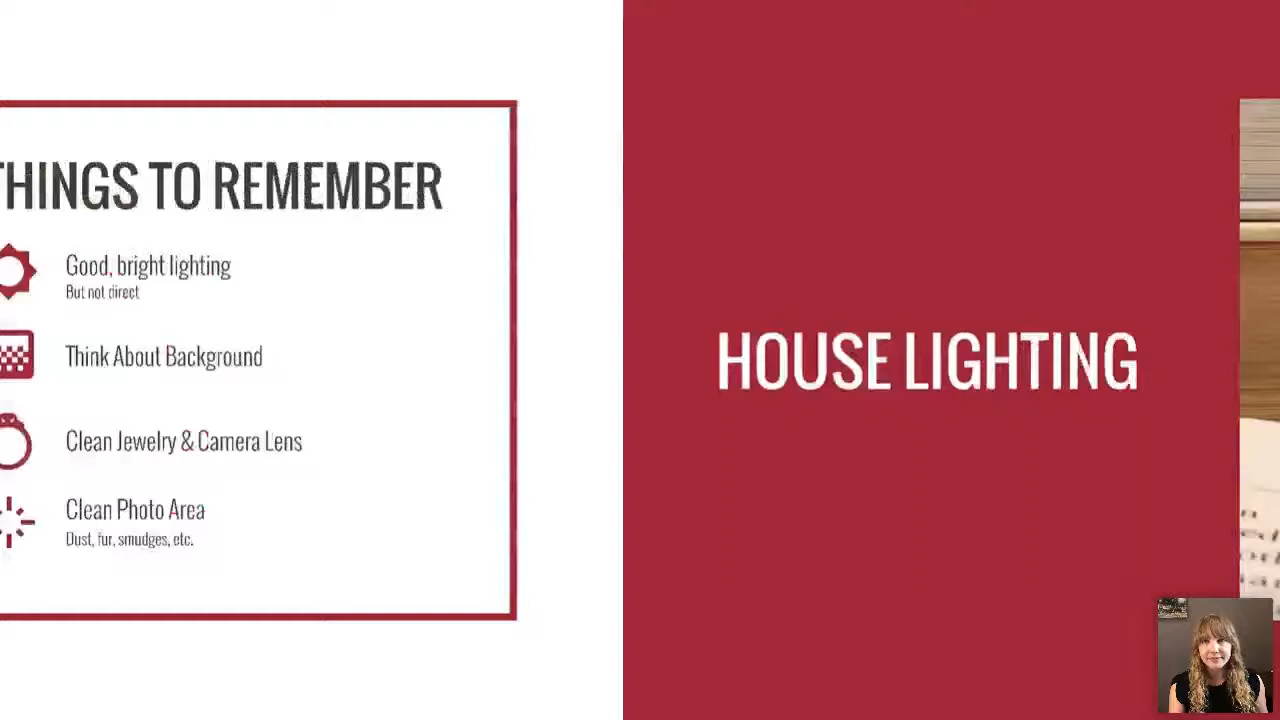 THINGS TO REMEMBER
Good, bright lighting
But not direct
Think About Background
Clean Jewelry & Camera Lens
Clean Photo Area
Dust, fur, smudges, etc.
HOUSE LIGHTING